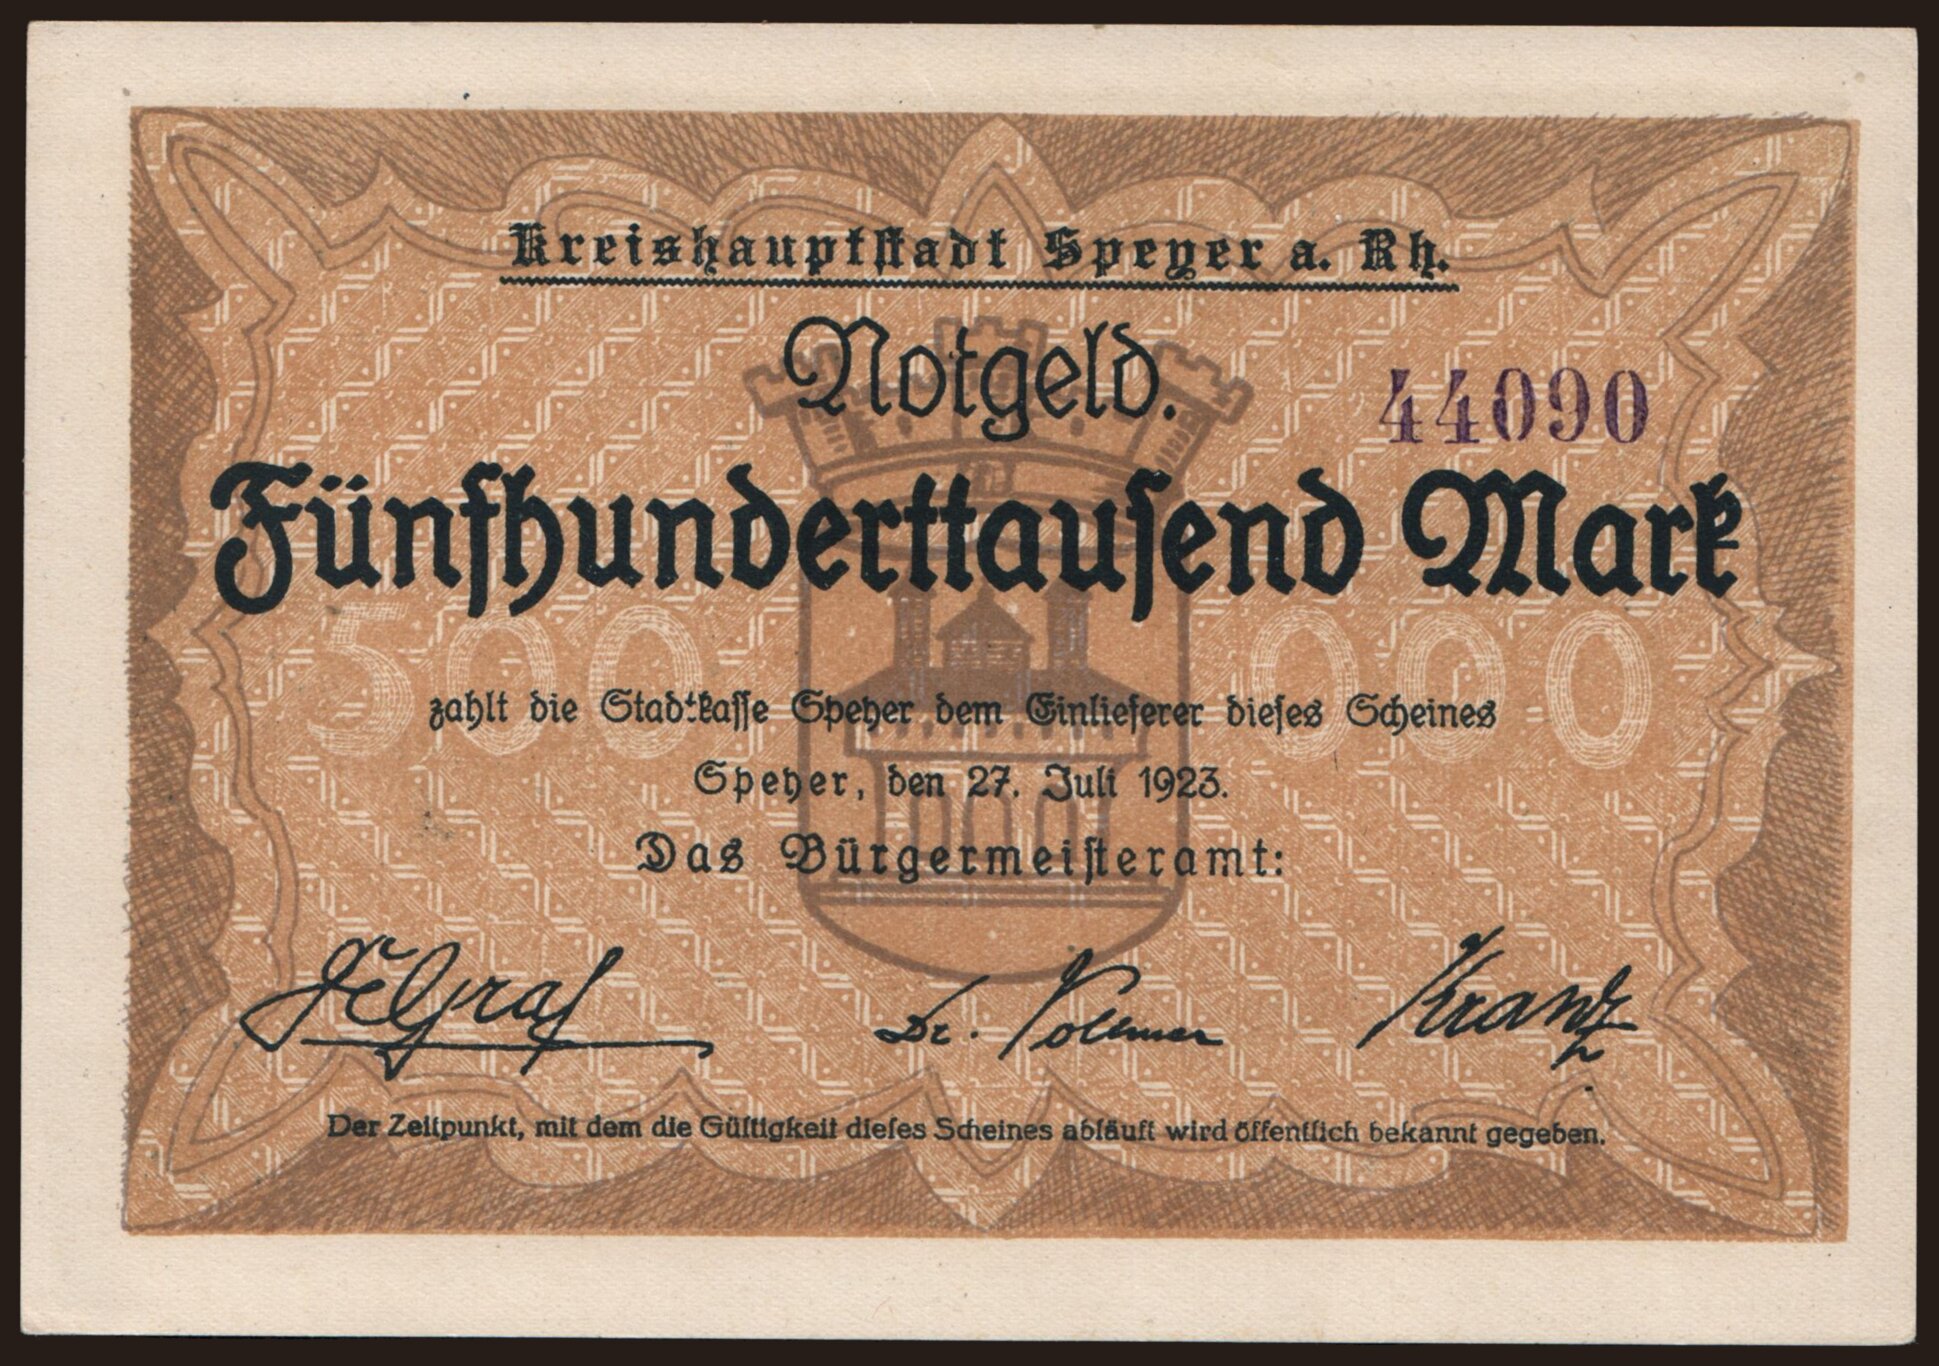 Kreishauptstadt Speyer a. Rh.
Notgeld.
44090
Fünfhunderttausend Mark
500 000
zahlt die Stadtkasse Speyer dem Einlieferer dieses Scheines
Speyer, den 27. Juli 1923.
Das Bürgermeisteramt:
Dr. Volemer Kranz
Der Zeitpunkt, mit dem die Gültigkeit dieses Scheines abläuft wird öffentlich bekannt gegeben.